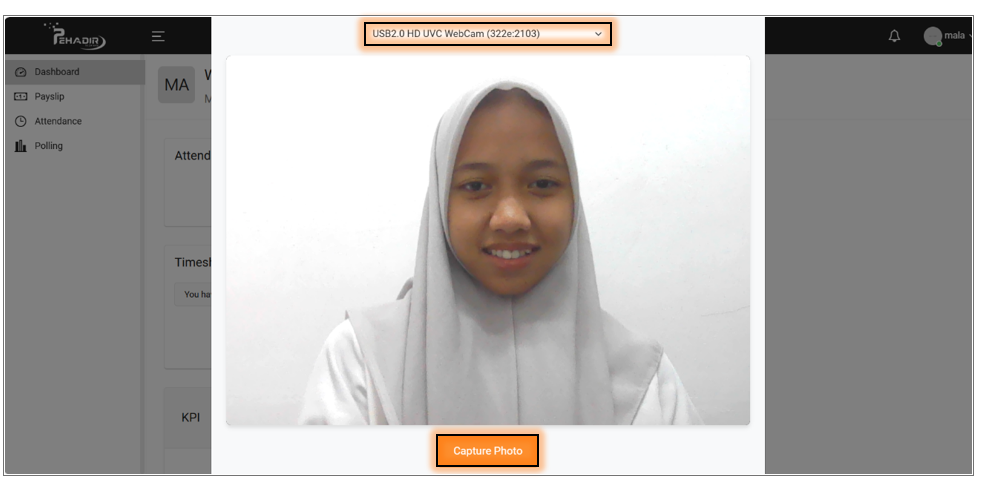 PEHADIR
USB2.0 HD UVC WebCam (322e:2103)
mala
Dashboard
Payslip
Attendance
Polling
MA
W
M
Attend
Timesh
You ha
KPI
Capture Photo